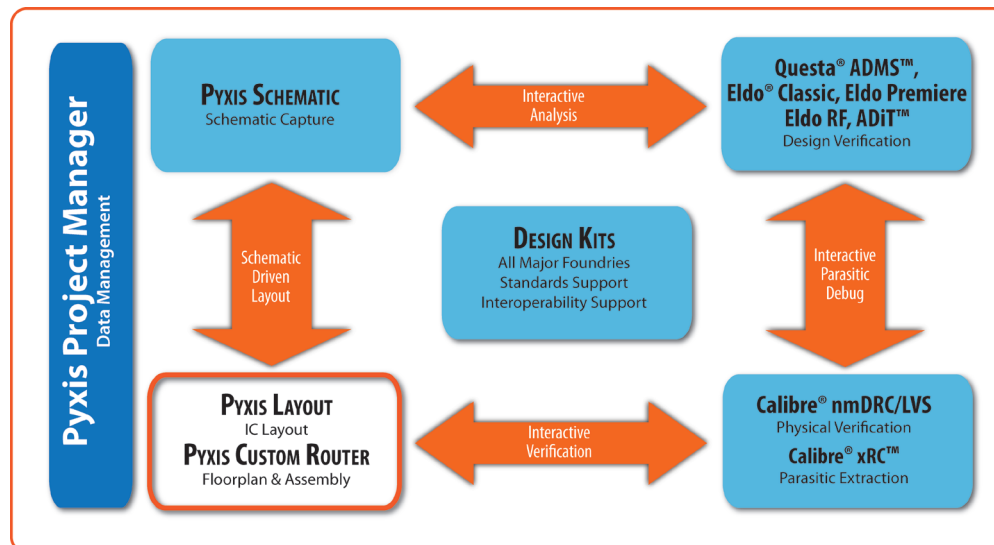 Pyxis Project Manager
Data Management
PYXIS SCHEMATIC
Schematic Capture
Interactive
Analysis
Questa® ADMS™,
Eldo® Classic, Eldo Premiere
Eldo RF, ADiT™
Design Verification
Schematic
Driven
Layout
DESIGN KITS
All Major Foundries
Standards Support
Interoperability Support
Interactive
Parasitic
Debug
PYXIS LAYOUT
IC Layout
PYXIS CUSTOM ROUTER
Floorplan & Assembly
Interactive
Verification
Calibre® nmDRC/LVS
Physical Verification
Calibre® xRC™
Parasitic Extraction